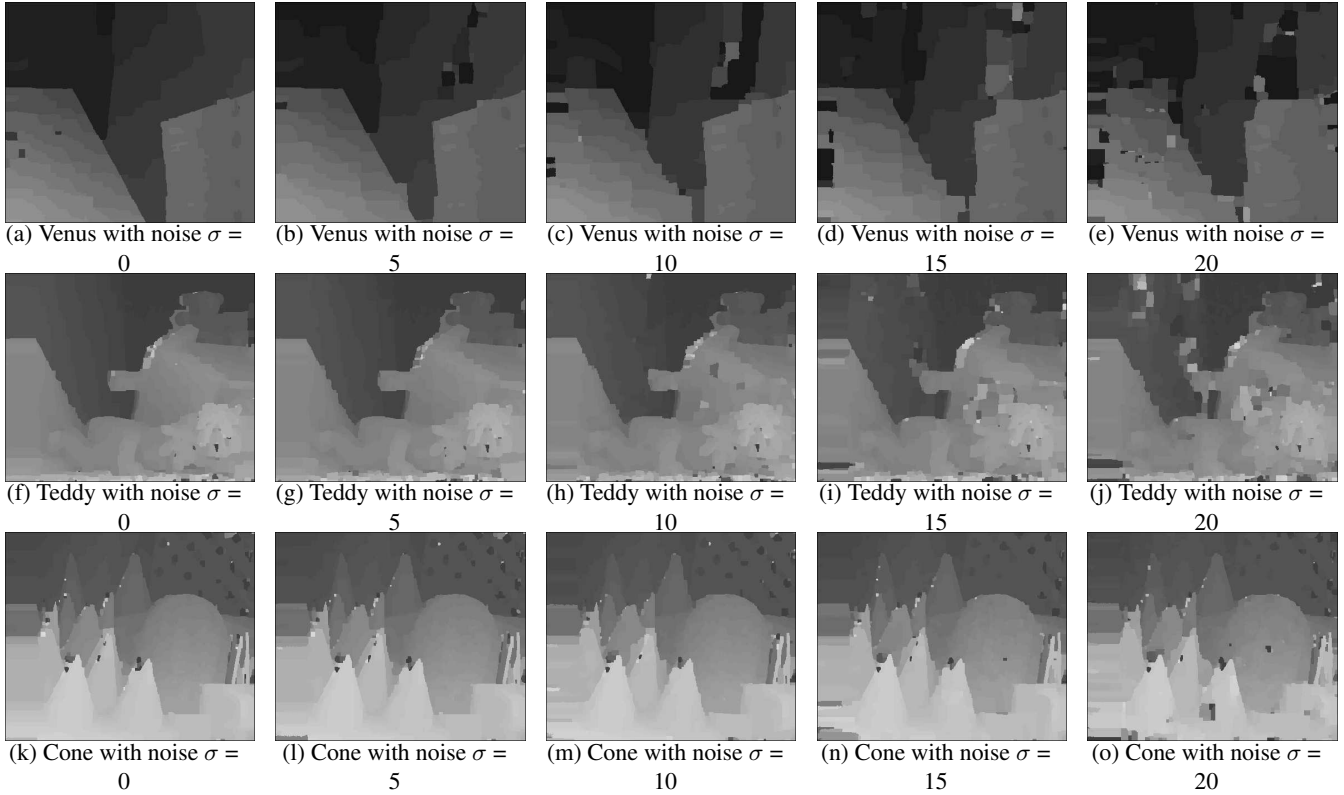 (a) Venus with noise σ =
0
(b) Venus with noise σ =
5
(c) Venus with noise σ =
10
(d) Venus with noise σ =
15
(e) Venus with noise σ =
20
(f) Teddy with noise σ =
0
(g) Teddy with noise σ =
5
(h) Teddy with noise σ =
10
(i) Teddy with noise σ =
15
(j) Teddy with noise σ =
20
(k) Cone with noise σ =
0
(l) Cone with noise σ =
5
(m) Cone with noise σ =
10
(n) Cone with noise σ =
15
(o) Cone with noise σ =
20